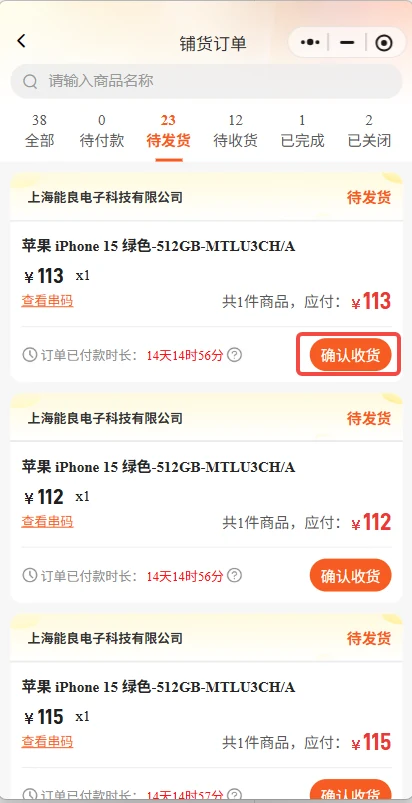 铺货订单
请输入商品名称
38 0 23 12 1 2
全部 待付款 待发货 待收货 已完成 已关闭
上海能良电子科技有限公司 待发货
苹果 iPhone 15 绿色-512GB-MTLU3CH/A
¥113 x1
查看串码 共1件商品，应付：¥113
订单已付款时长： 14天14时56分 ? 确认收货
上海能良电子科技有限公司 待发货
苹果 iPhone 15 绿色-512GB-MTLU3CH/A
¥112 x1
查看串码 共1件商品，应付：¥112
订单已付款时长： 14天14时56分 ? 确认收货
上海能良电子科技有限公司 待发货
苹果 iPhone 15 绿色-512GB-MTLU3CH/A
¥115 x1
查看串码 共1件商品，应付：¥115
订单已付款时长： 14天14时57分 ? 确认收货